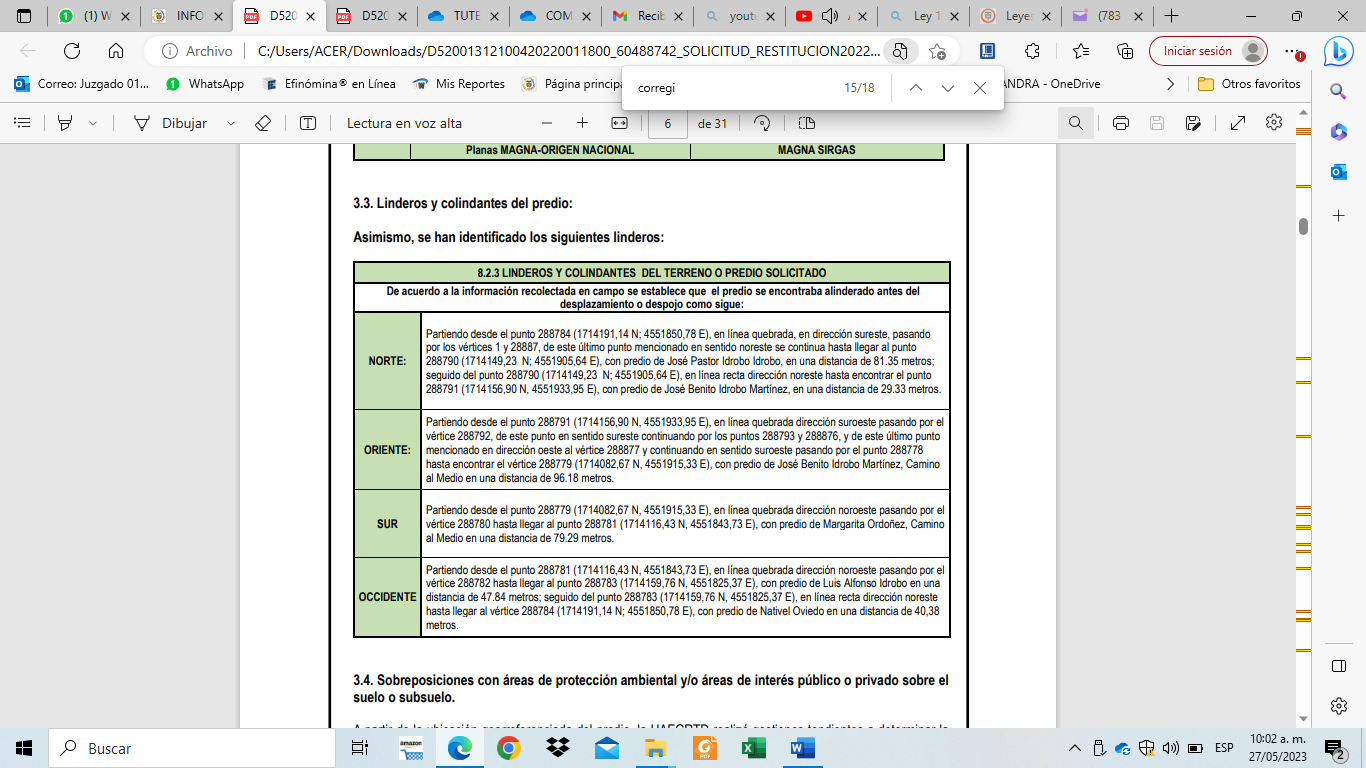 (1) W
INFO
D520
D520
TUTE
COM
Recib
youtu
Ley 1
Leyes
(783
Archivo
C:/Users/ACER/Downloads/D52001312100420220011800_60488742_SOLICITUD_RESTITUCION2022...
Iniciar sesión
Correo: Juzgado 01...
WhatsApp
Efinómina® en Línea
Mis Reportes
Página principa
ANDRA - OneDrive
Otros favoritos
corregi
15/18
Dibujar
Lectura en voz alta
6
de 31
Planas MAGNA-ORIGEN NACIONAL
MAGNA SIRGAS
3.3. Linderos y colindantes del predio:
Asimismo, se han identificado los siguientes linderos:
8.2.3 LINDEROS Y COLINDANTES DEL TERRENO O PREDIO SOLICITADO
De acuerdo a la información recolectada en campo se establece que el predio se encontraba alinderado antes del
desplazamiento o despojo como sigue:
NORTE:
Partiendo desde el punto 288784 (1714191,14 N; 4551850,78 E), en línea quebrada, en dirección sureste, pasando
por los vértices 1 y 28887, de este último punto mencionado en sentido noreste se continua hasta llegar al punto
288790 (1714149,23 N; 4551905,64 E), con predio de José Pastor Idrobo Idrobo, en una distancia de 81.35 metros;
seguido del punto 288790 (1714149,23 N; 4551905,64 E), en línea recta dirección noreste hasta encontrar el punto
288791 (1714156,90 N, 4551933,95 E), con predio de José Benito Idrobo Martínez, en una distancia de 29.33 metros.
ORIENTE:
Partiendo desde el punto 288791 (1714156,90 N, 4551933,95 E), en línea quebrada dirección suroeste pasando por el
vértice 288792, de este punto en sentido sureste continuando por los puntos 288793 y 288876, y de este último punto
mencionado en dirección oeste al vértice 288877 y continuando en sentido suroeste pasando por el punto 288778
hasta encontrar el vértice 288779 (1714082,67 N, 4551915,33 E), con predio de José Benito Idrobo Martínez, Camino
al Medio en una distancia de 96.18 metros.
SUR
Partiendo desde el punto 288779 (1714082,67 N, 4551915,33 E), en línea quebrada dirección noroeste pasando por el
vértice 288780 hasta llegar al punto 288781 (1714116,43 N, 4551843,73 E), con predio de Margarita Ordoñez, Camino
al Medio en una distancia de 79.29 metros.
OCCIDENTE
Partiendo desde el punto 288781 (1714116,43 N, 4551843,73 E), en línea quebrada dirección noroeste pasando por el
vértice 288782 hasta llegar al punto 288783 (1714159,76 N, 4551825,37 E), con predio de Luis Alfonso Idrobo en una
distancia de 47.84 metros; seguido del punto 288783 (1714159,76 N, 4551825,37 E), en línea recta dirección noreste
hasta llegar al vértice 288784 (1714191,14 N; 4551850,78 E), con predio de Nativel Oviedo en una distancia de 40,38
metros.
3.4. Sobreposiciones con áreas de protección ambiental y/o áreas de interés público o privado sobre el
suelo o subsuelo.
Buscar
ESP
10:02 a. m.
27/05/2023
2